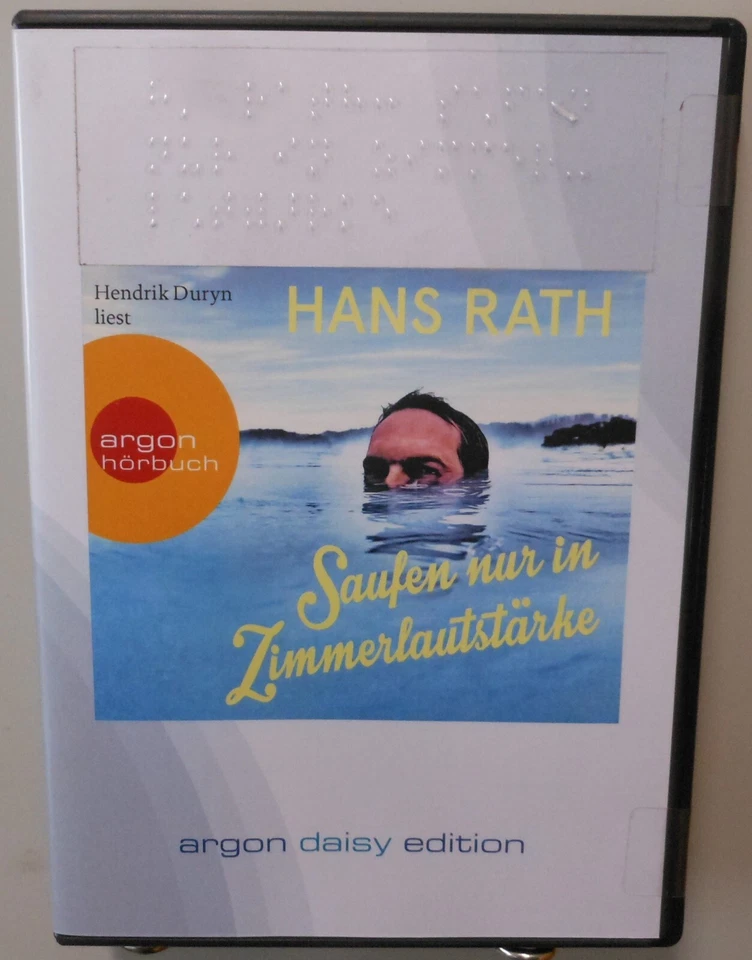 Hendrik Duryn
liest
HANS RATH
argon
hörbuch
Saufen nur in
Zimmerlautstärke
argon daisy edition